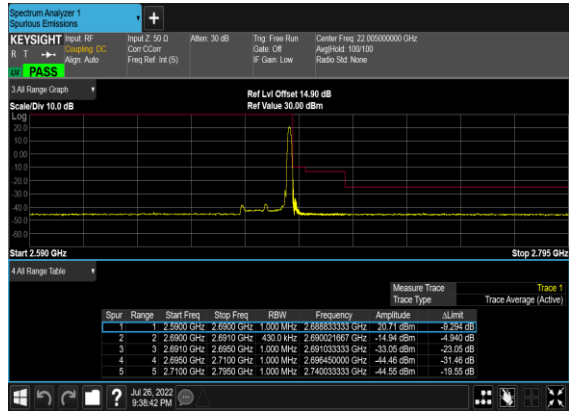 Spectrum Analyzer 1
Spurious Emissions
+
KEYSIGHT Input: RF Input Z: 50 Ω Atten: 30 dB Trig: Free Run Center Freq: 22.005000000 GHz
R T Coupling: DC Corr CCorr Gate: Off Avg|Hold: 100/100
Align: Auto Freq Ref: Int (S) IF Gain: Low Radio Std: None
PASS
3 All Range Graph Ref Lvl Offset 14.90 dB
Scale/Div 10.0 dB Ref Value 30.00 dBm
Log
20.0
10.0
0.00
-10.0
-20.0
-30.0
-40.0
-50.0
-60.0
Start 2.590 GHz Stop 2.795 GHz
4 All Range Table
Measure Trace Trace 1
Trace Type Trace Average (Active)
Spur Range Start Freq Stop Freq RBW Frequency Amplitude ΔLimit
1 1 2.5900 GHz 2.6900 GHz 1.000 MHz 2.688833333 GHz 20.71 dBm -9.294 dB
2 2 2.6900 GHz 2.6910 GHz 430.0 kHz 2.690021667 GHz -14.94 dBm -4.940 dB
3 3 2.6910 GHz 2.6950 GHz 1.000 MHz 2.691033333 GHz -33.05 dBm -23.05 dB
4 4 2.6950 GHz 2.7100 GHz 1.000 MHz 2.696450000 GHz -44.46 dBm -31.46 dB
5 5 2.7100 GHz 2.7950 GHz 1.000 MHz 2.740033333 GHz -44.55 dBm -19.55 dB
? Jul 26, 2022
9:38:42 PM